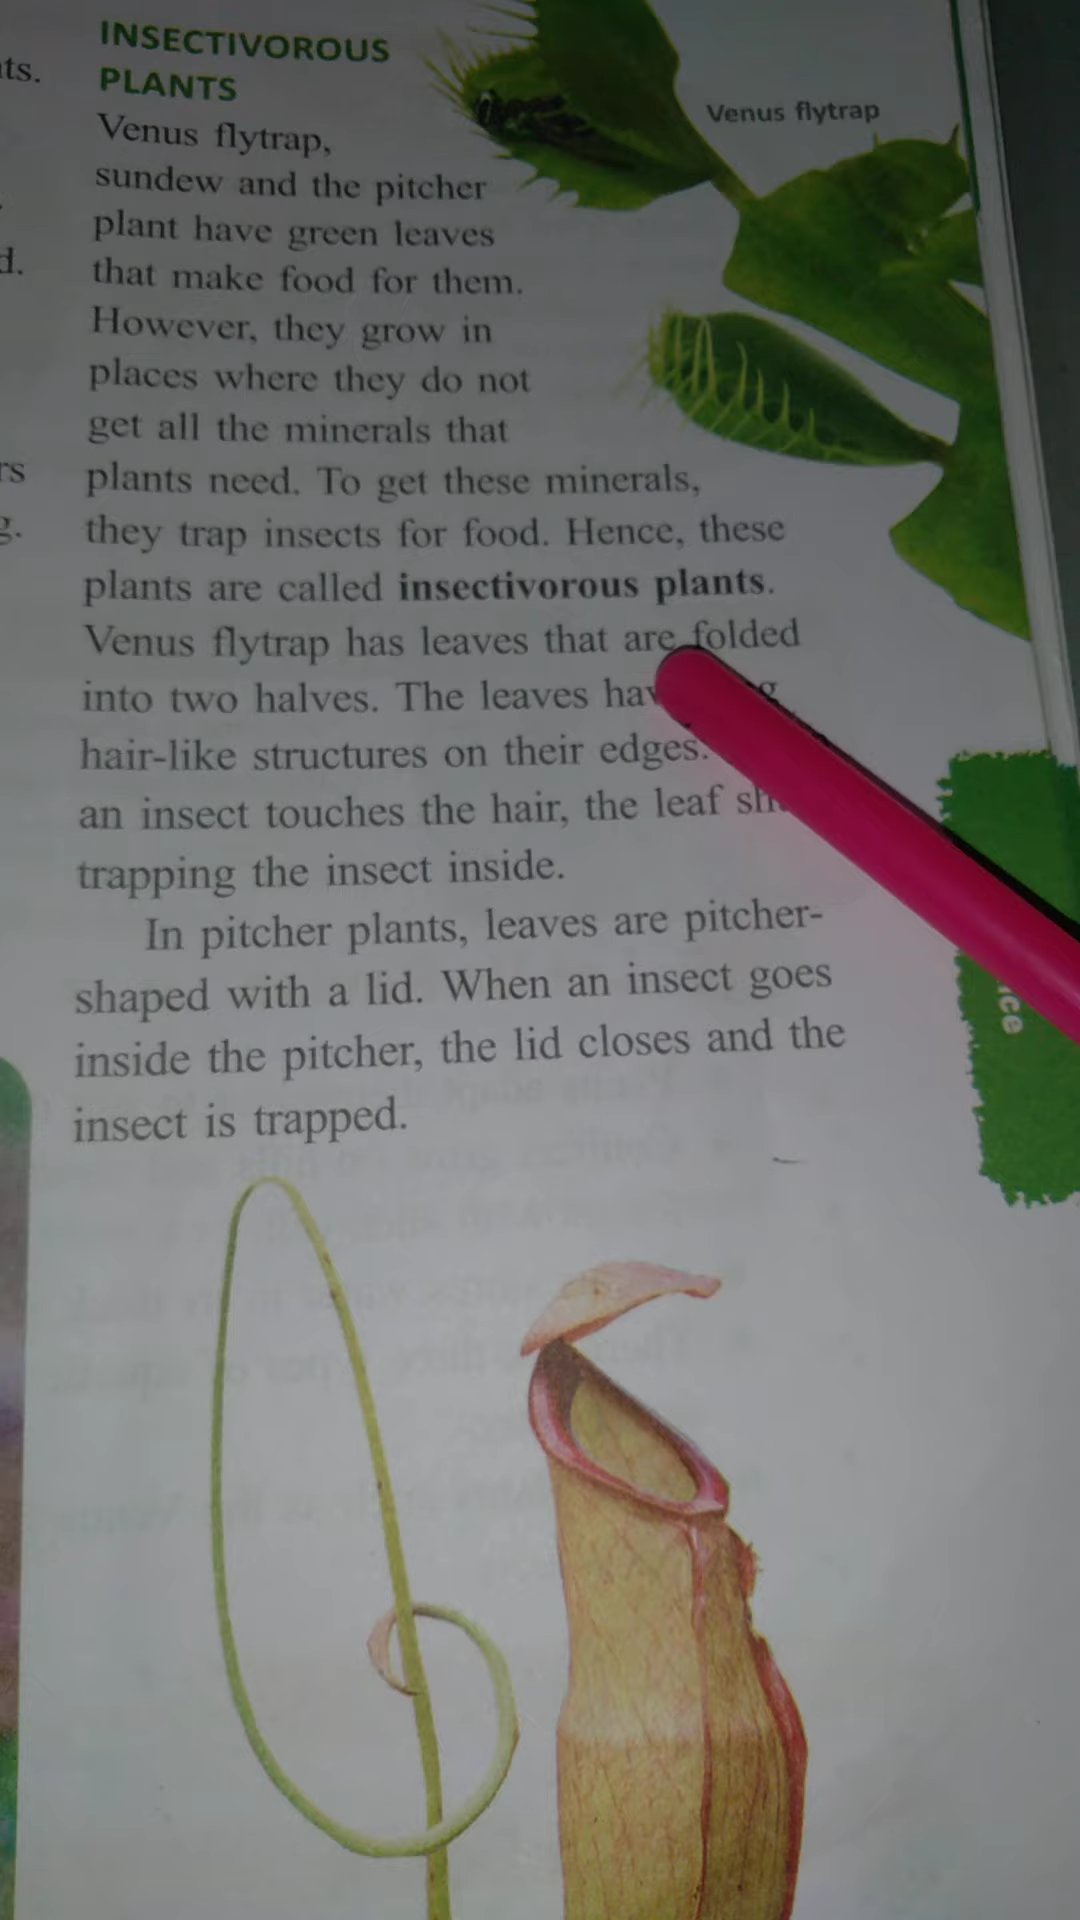 INSECTIVOROUS
PLANTS
Venus flytrap
Venus flytrap,
sundew and the pitcher
plant have green leaves
that make food for them.
However, they grow in
places where they do not
get all the minerals that
plants need. To get these minerals,
they trap insects for food. Hence, these
plants are called insectivorous plants.
Venus flytrap has leaves that are folded
into two halves. The leaves
hair-like structures on their edges.
an insect touches the hair, the leaf
trapping the insect inside.
In pitcher plants, leaves are pitcher-
shaped with a lid. When an insect goes
inside the pitcher, the lid closes and the
insect is trapped.